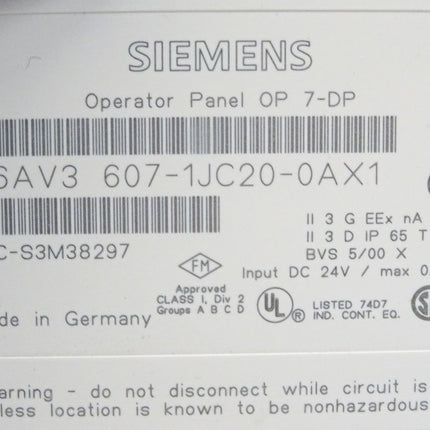 SIEMENS
Operator Panel OP 7-DP
6AV3 607-1JC20-0AX1
C-S3M38297
II 3 G EEx nA
II 3 D IP 65 T
BVS 5/00 X
Input DC 24V / max 0.
FM
Approved
CLASS I, Div 2
Groups A B C D
UL ®
LISTED 74D7
IND. CONT. EQ.
de in Germany
arning - do not disconnect while circuit is
less location is known to be nonhazardous